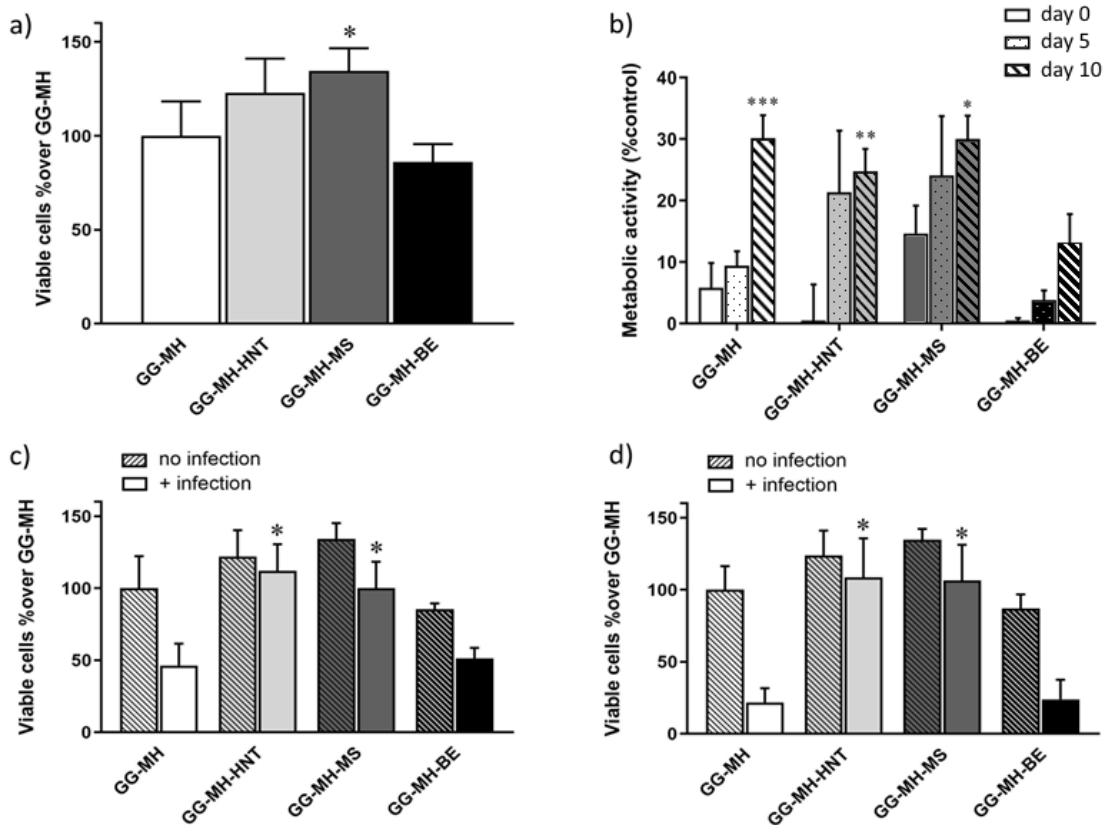 a)
Viable cells %over GG-MH
150
100
50
0
*
GG-MH
GG-MH-HNT
GG-MH-MS
GG-MH-BE
b)
day 0
day 5
day 10
Metabolic activity (%control)
40
30
20
10
0
***
**
*
GG-MH
GG-MH-HNT
GG-MH-MS
GG-MH-BE
c)
no infection
+ infection
Viable cells %over GG-MH
150
100
50
0
*
*
GG-MH
GG-MH-HNT
GG-MH-MS
GG-MH-BE
d)
no infection
+ infection
Viable cells %over GG-MH
150
100
50
0
*
*
GG-MH
GG-MH-HNT
GG-MH-MS
GG-MH-BE